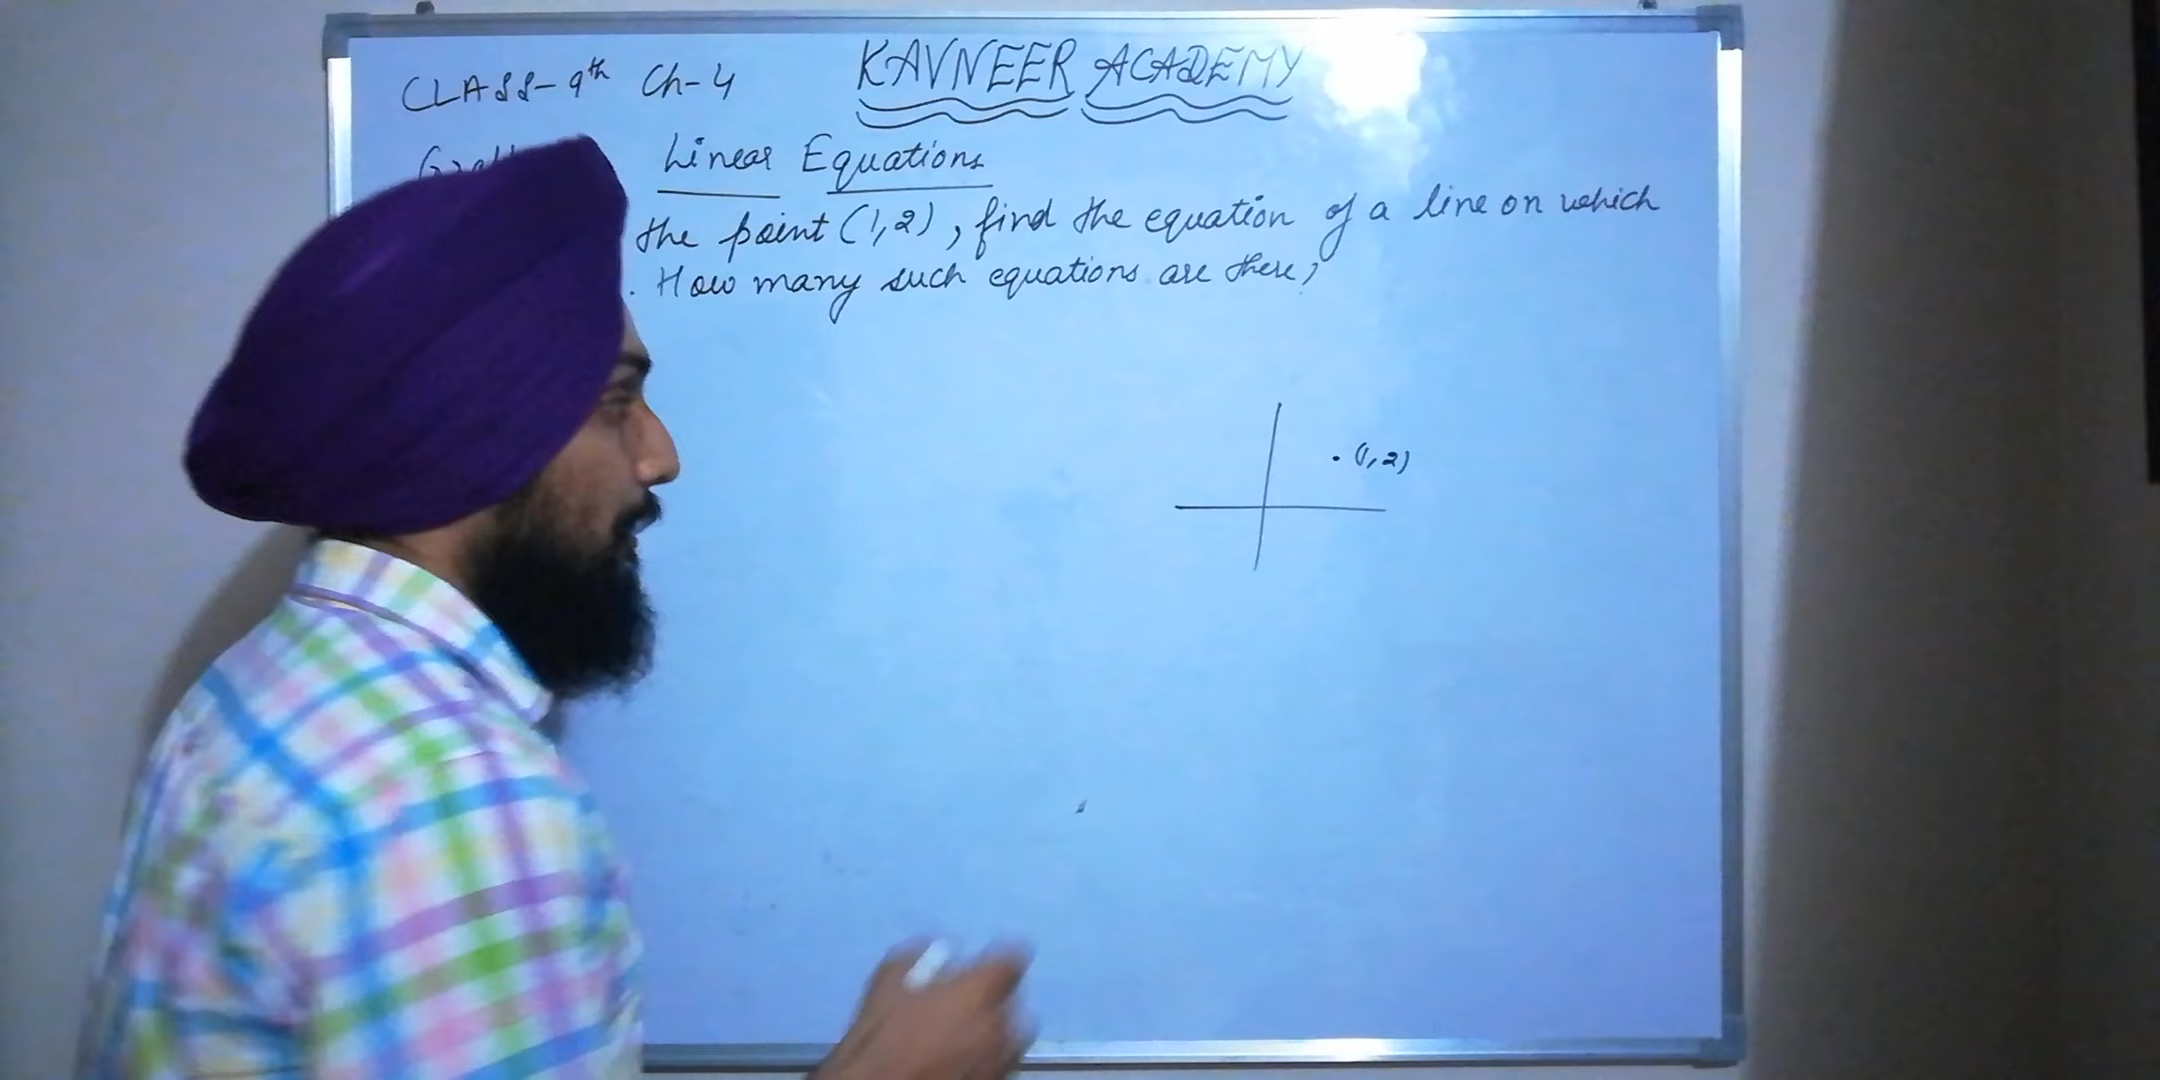 CLASS-9th Ch-4 KAVNEER ACADEMY
Linear Equations
the point (1,2), find the equation of a line on which
. How many such equations are there,
. (1,2)